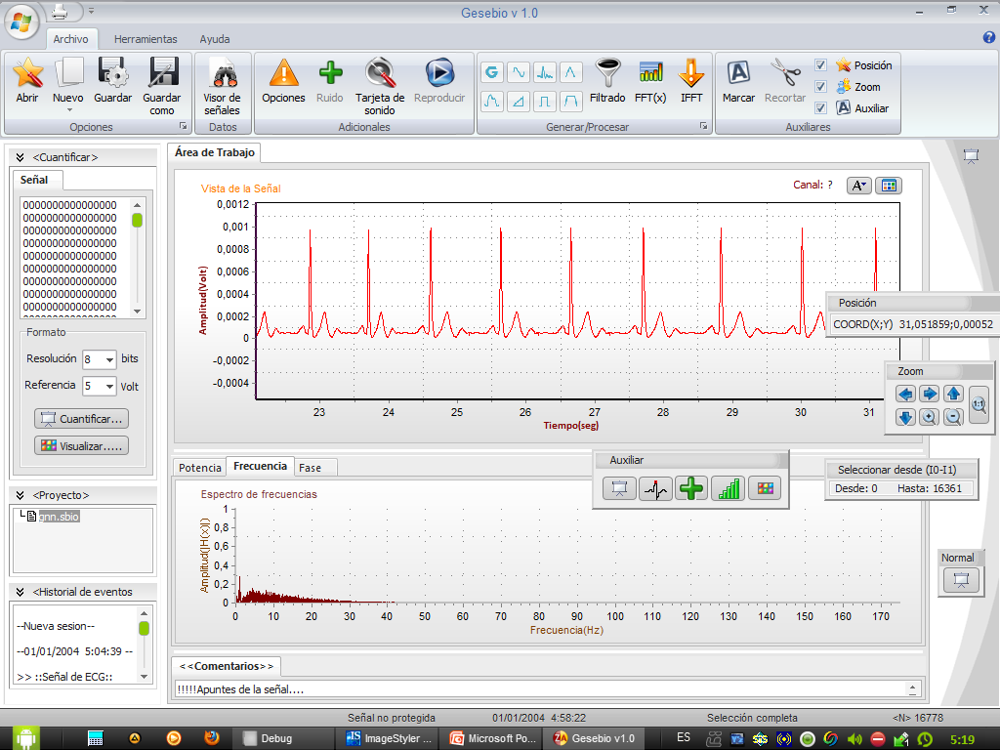 Gesebio v 1.0
Archivo Herramientas Ayuda
Abrir Nuevo Guardar Guardar como
Opciones
Visor de señales
Datos
Opciones Ruido Tarjeta de sonido Reproducir
Adicionales
Filtrado FFT(x) IFFT
Generar/Procesar
Marcar Recortar
Posición
Zoom
Auxiliar
Auxiliares
<Cuantificar>
Señal
0000000000000000
0000000000000000
0000000000000000
0000000000000000
0000000000000000
0000000000000000
0000000000000000
0000000000000000
0000000000000000
Formato
Resolución 8 bits
Referencia 5 Volt
Cuantificar...
Visualizar.....
<Proyecto>
gnn.sbio
<Historial de eventos
--Nueva sesion--
--01/01/2004 5:04:39 --
>> ::Señal de ECG::
Área de Trabajo
Vista de la Señal
Canal: ?
A
Amplitud(Volt)
0,0012
0,001
0,0008
0,0006
0,0004
0,0002
0
-0,0002
-0,0004
23 24 25 26 27 28 29 30 31
Tiempo(seg)
Posición
COORD(X;Y) 31,051859;0,00052
Zoom
1:1
Auxiliar
Seleccionar desde (I0-I1)
Desde: 0 Hasta: 16361
Normal
Potencia Frecuencia Fase
Espectro de frecuencias
Amplitud(|H(x)|)
1
0,8
0,6
0,4
0,2
0
0 10 20 30 40 50 60 70 80 90 100 110 120 130 140 150 160 170
Frecuencia(Hz)
<<Comentarios>>
!!!!!Apuntes de la señal....
Señal no protegida 01/01/2004 4:58:22 Selección completa <N> 16778
Debug ImageStyler ... Microsoft Po... Gesebio v1.0 ES 5:19